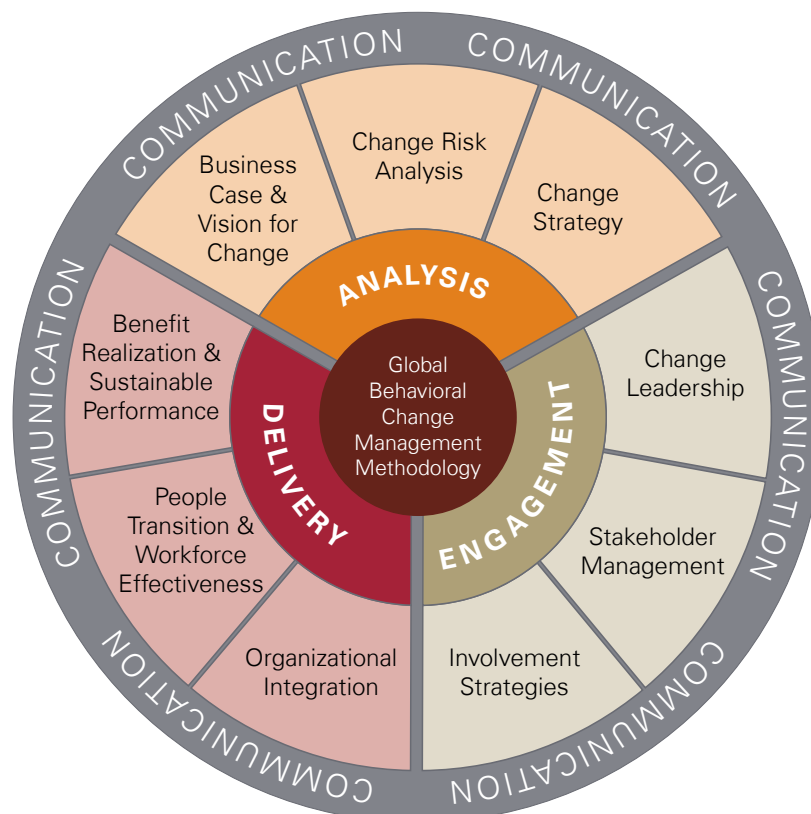 COMMUNICATION
COMMUNICATION
COMMUNICATION
COMMUNICATION
COMMUNICATION
COMMUNICATION
Business
Case &
Vision for
Change
Change Risk
Analysis
Change
Strategy
ANALYSIS
Change
Leadership
Stakeholder
Management
Involvement
Strategies
ENGAGEMENT
Organizational
Integration
People
Transition &
Workforce
Effectiveness
Benefit
Realization &
Sustainable
Performance
DELIVERY
Global
Behavioral
Change
Management
Methodology